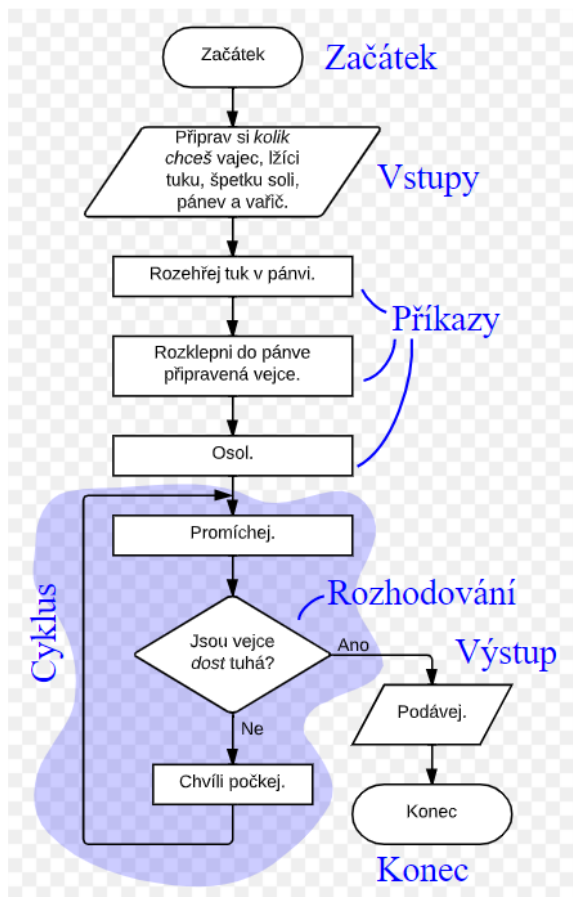 Začátek
Začátek
Připrav si kolik
chceš vajec, lžíci
tuku, špetku soli,
pánev a vařič.
Vstupy
Rozehřej tuk v pánvi.
Příkazy
Rozklepni do pánve
připravená vejce.
Osol.
Promíchej.
Cyklus
Rozhodování
Jsou vejce
dost tuhá?
Ano
Výstup
Podávej.
Ne
Chvíli počkej.
Konec
Konec